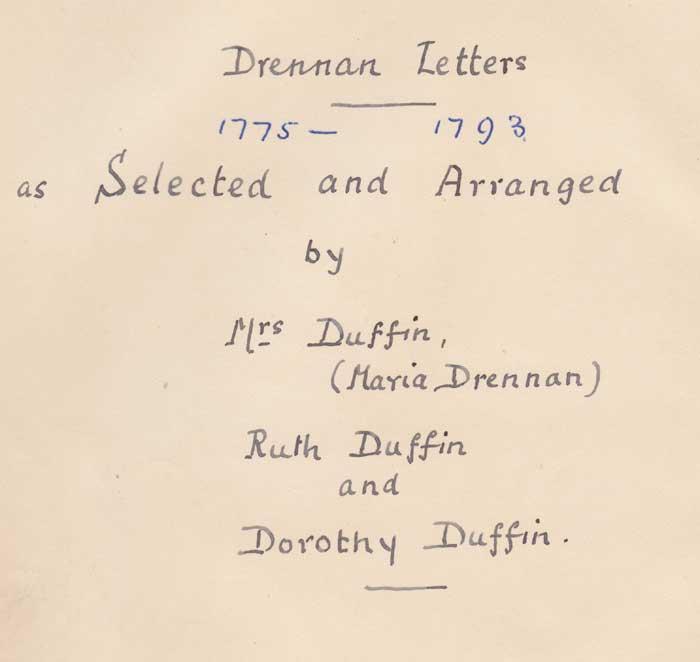 Drennan Letters
1775 - 1793
as Selected and Arranged
by
Mrs Duffin,
(Maria Drennan)
Ruth Duffin
and
Dorothy Duffin.